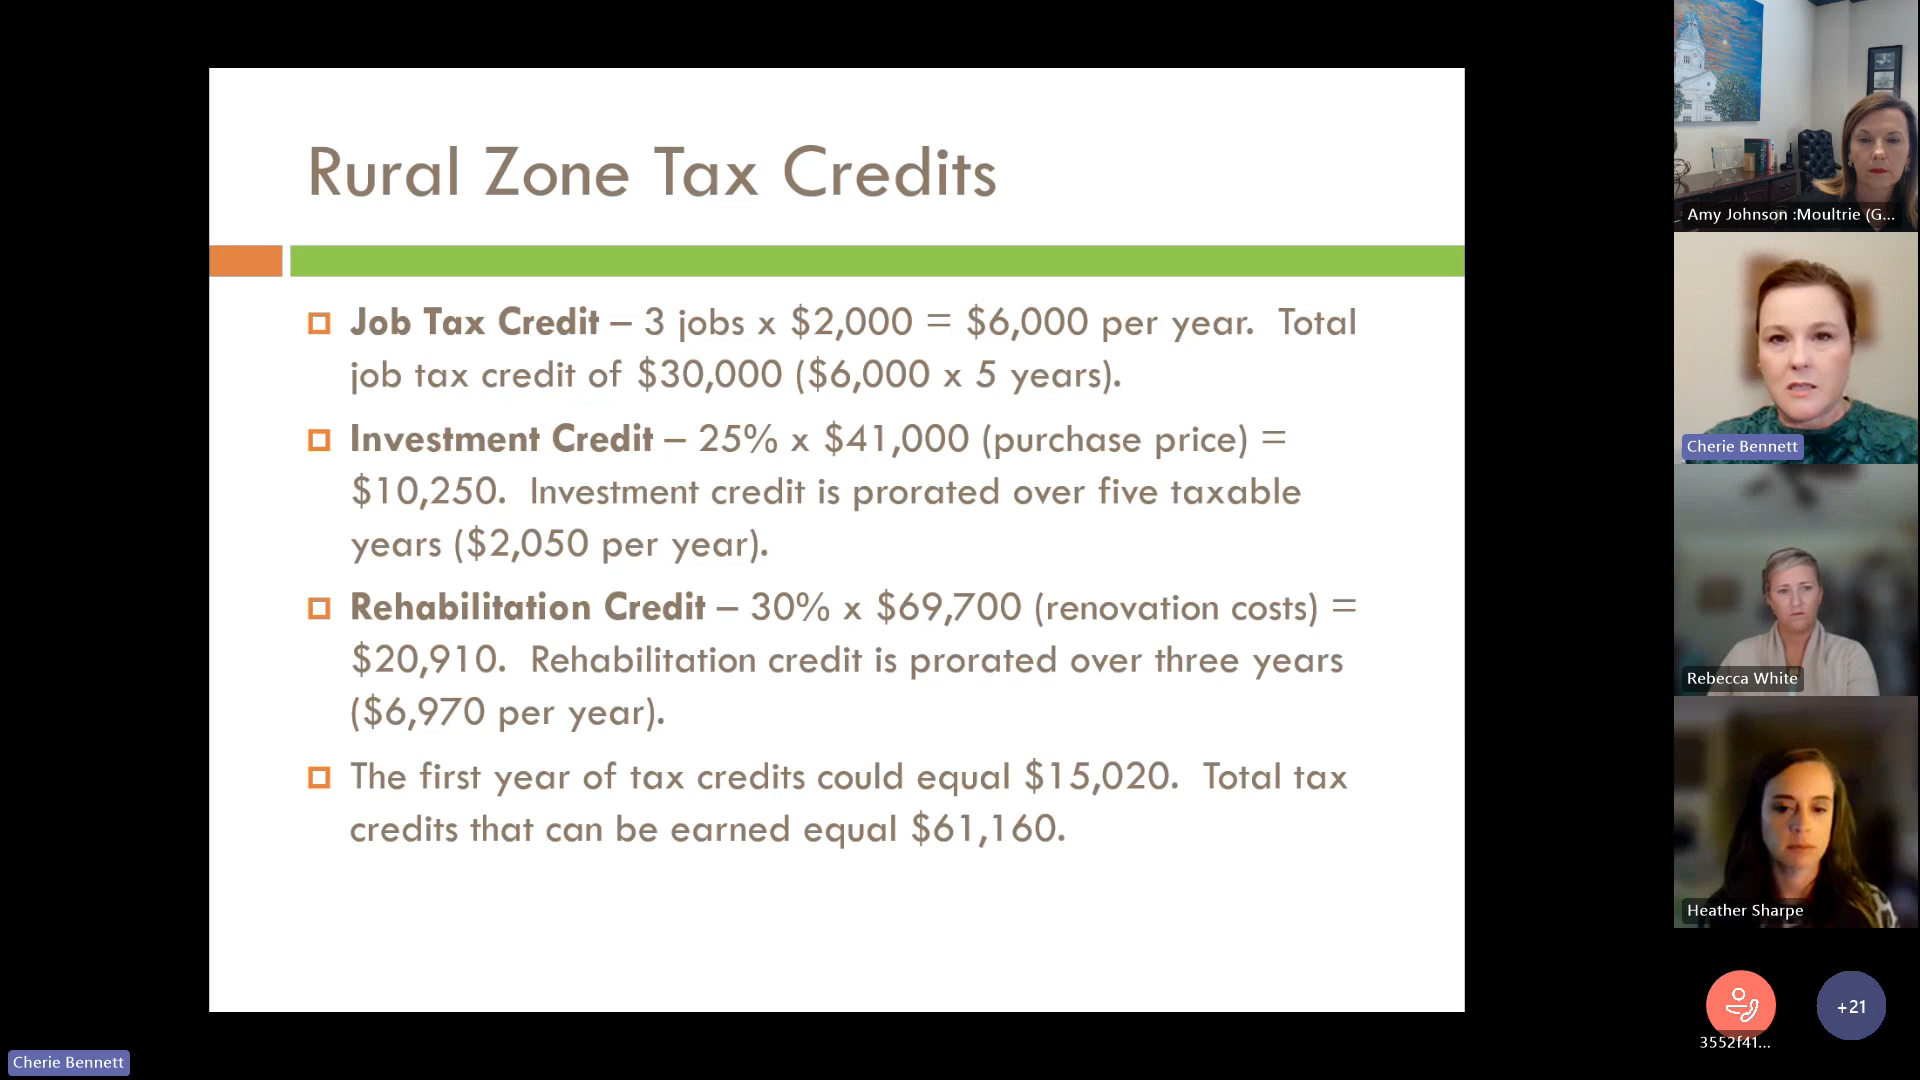 Rural Zone Tax Credits
Job Tax Credit – 3 jobs x $2,000 = $6,000 per year.  Total
job tax credit of $30,000 ($6,000 x 5 years).
Investment Credit – 25% x $41,000 (purchase price) =
$10,250.  Investment credit is prorated over five taxable
years ($2,050 per year).
Rehabilitation Credit – 30% x $69,700 (renovation costs) =
$20,910.  Rehabilitation credit is prorated over three years
($6,970 per year).
The first year of tax credits could equal $15,020.  Total tax
credits that can be earned equal $61,160.
Amy Johnson :Moultrie (G...
Cherie Bennett
Rebecca White
Heather Sharpe
+21
3552f41...
Cherie Bennett